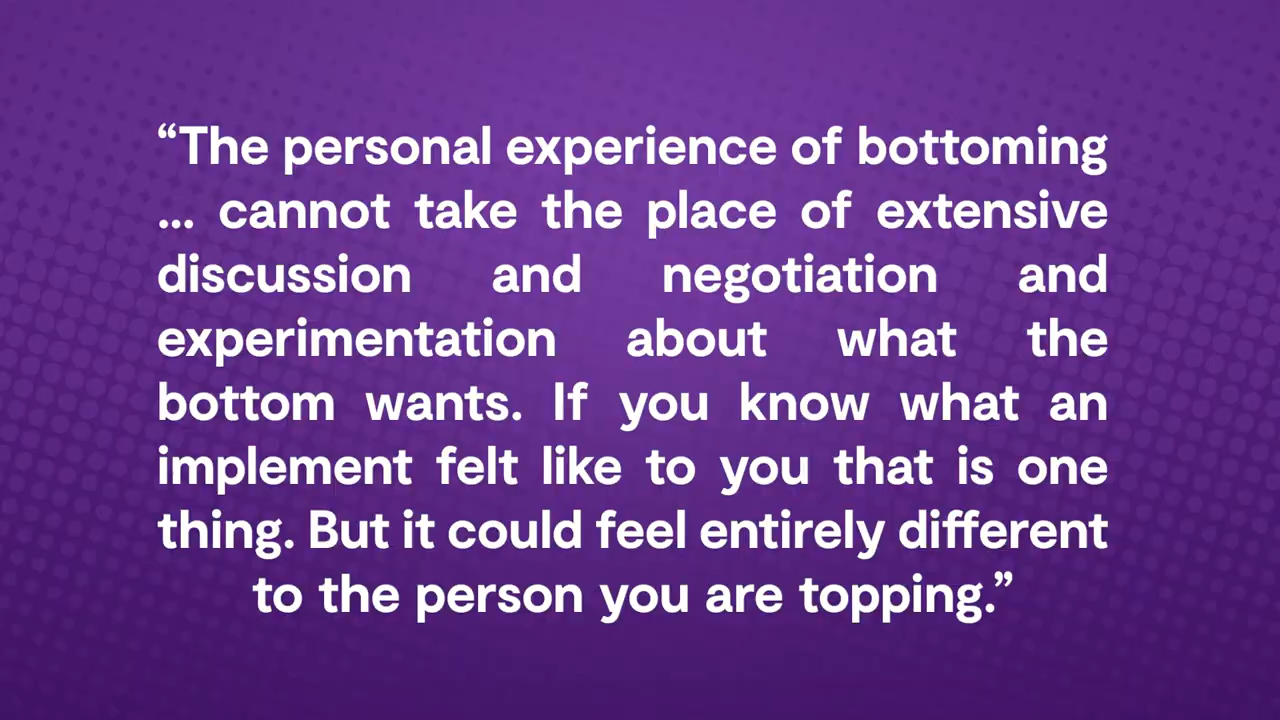 “The personal experience of bottoming
... cannot take the place of extensive
discussion and negotiation and
experimentation about what the
bottom wants. If you know what an
implement felt like to you that is one
thing. But it could feel entirely different
to the person you are topping.”